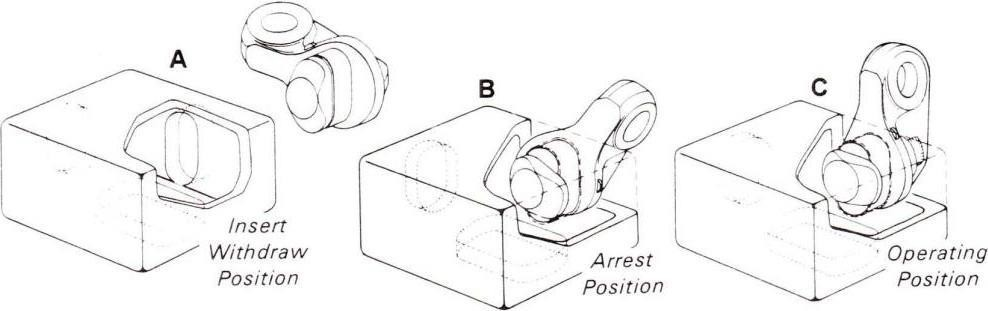 A
Insert
Withdraw
Position
B
Arrest
Position
C
Operating
Position